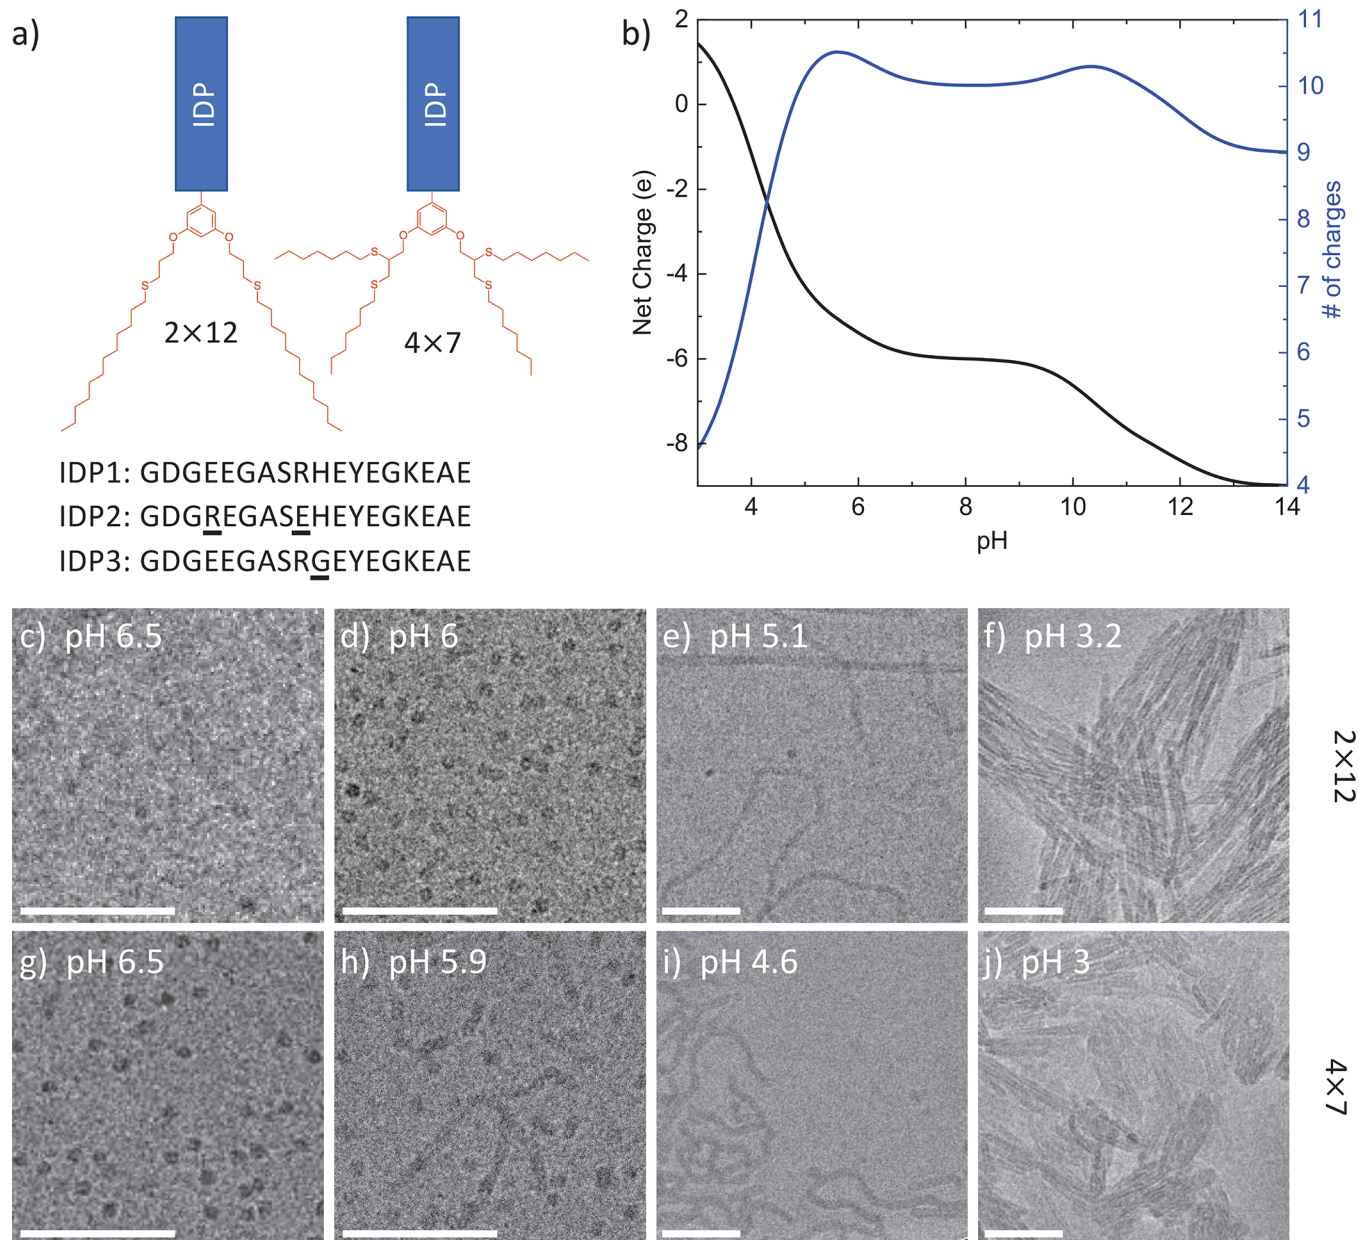 a)
IDP
IDP
O
O
S
S
2×12
O
O
S
S
S
S
4×7
IDP1: GDGEEGASRHEYEGKEAE
IDP2: GDGREGASEHEYEGKEAE
IDP3: GDGEEGASRGEYEGKEAE
b)
2
0
-2
-4
-6
-8
Net Charge (e)
11
10
9
8
7
6
5
4
# of charges
4
6
8
10
12
14
pH
c) pH 6.5
d) pH 6
e) pH 5.1
f) pH 3.2
2×12
g) pH 6.5
h) pH 5.9
i) pH 4.6
j) pH 3
4×7